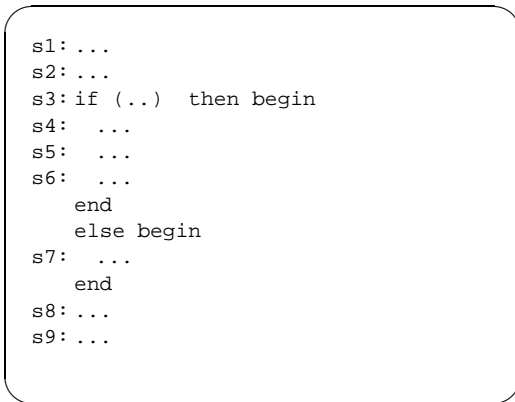 s1: ...
s2: ...
s3: if (..) then begin
s4: ...
s5: ...
s6: ...
end
else begin
s7: ...
end
s8: ...
s9: ...